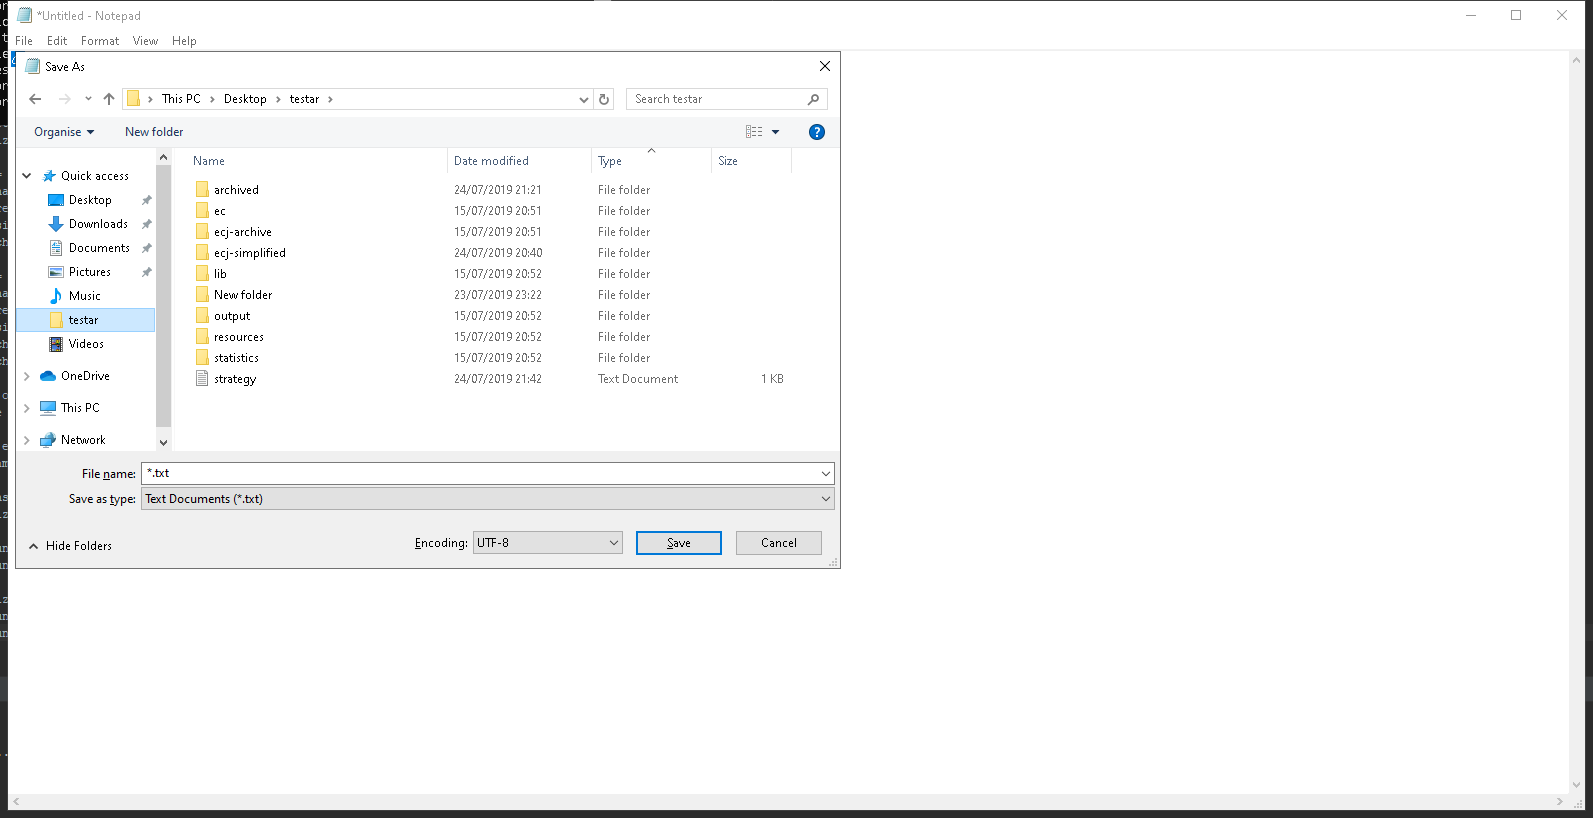 *Untitled - Notepad
File Edit Format View Help
Save As
This PC > Desktop > testar >
Search testar
Organise New folder
Name Date modified Type Size
Quick access
Desktop
Downloads
Documents
Pictures
Music
testar
Videos
OneDrive
This PC
Network
archived 24/07/2019 21:21 File folder
ec 15/07/2019 20:51 File folder
ecj-archive 15/07/2019 20:51 File folder
ecj-simplified 24/07/2019 20:40 File folder
lib 15/07/2019 20:52 File folder
New folder 23/07/2019 23:22 File folder
output 15/07/2019 20:52 File folder
resources 15/07/2019 20:52 File folder
statistics 15/07/2019 20:52 File folder
strategy 24/07/2019 21:42 Text Document 1 KB
File name: *.txt
Save as type: Text Documents (*.txt)
Hide Folders
Encoding: UTF-8 Save Cancel